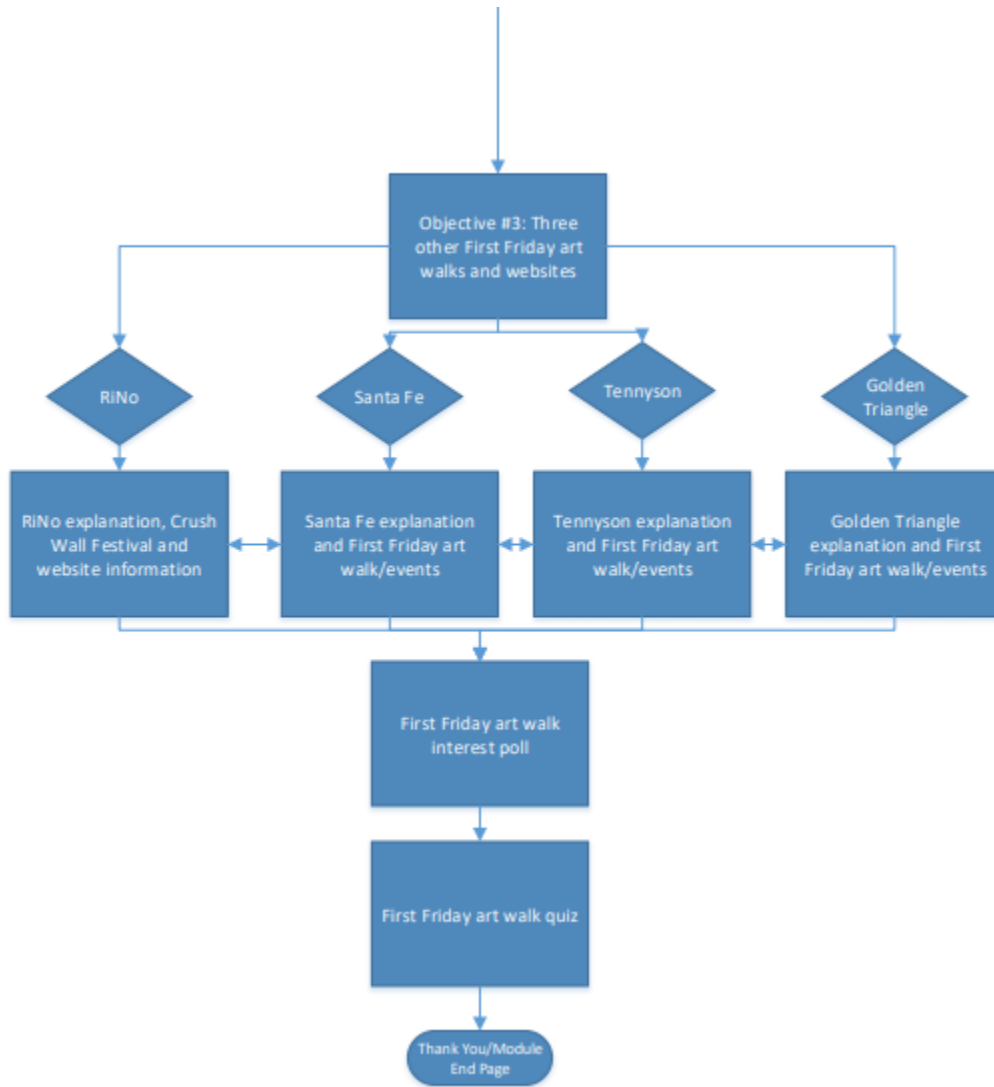 Objective #3: Three
other First Friday art
walks and websites
RiNo
Santa Fe
Tennyson
Golden
Triangle
RiNo explanation, Crush
Wall Festival and
website information
Santa Fe explanation
and First Friday art
walk/events
Tennyson explanation
and First Friday art
walk/events
Golden Triangle
explanation and First
Friday art walk/events
First Friday art walk
interest poll
First Friday art walk quiz
Thank You/Module
End Page